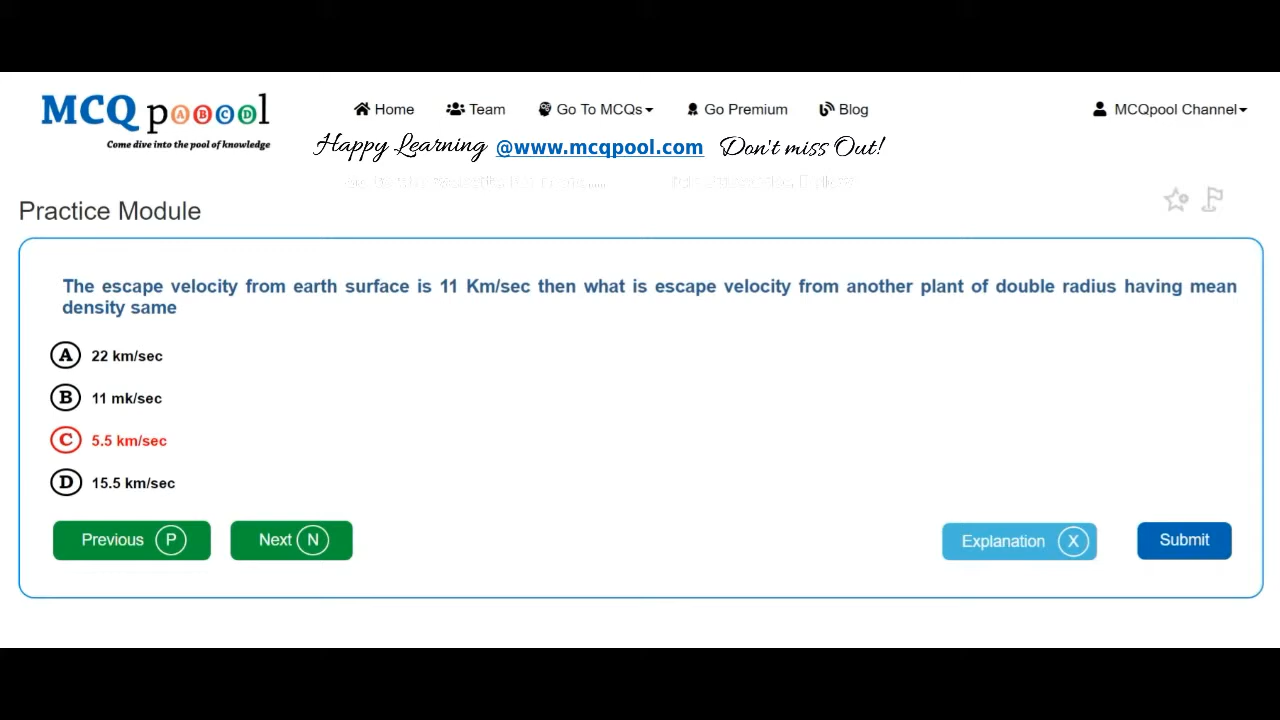 MCQ pooool
Come dive into the pool of knowledge
Home Team Go To MCQs Go Premium Blog MCQpool Channel
Happy Learning @www.mcqpool.com Don't miss Out!
Practice Module
The escape velocity from earth surface is 11 Km/sec then what is escape velocity from another plant of double radius having mean
density same
A 22 km/sec
B 11 mk/sec
C 5.5 km/sec
D 15.5 km/sec
Previous P Next N Explanation X Submit